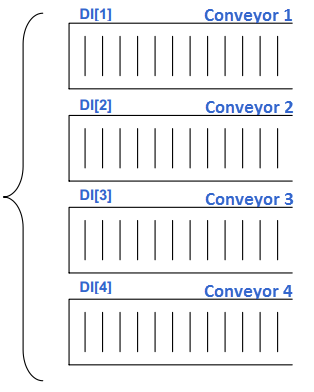 DI[1] Conveyor 1
DI[2] Conveyor 2
DI[3] Conveyor 3
DI[4] Conveyor 4